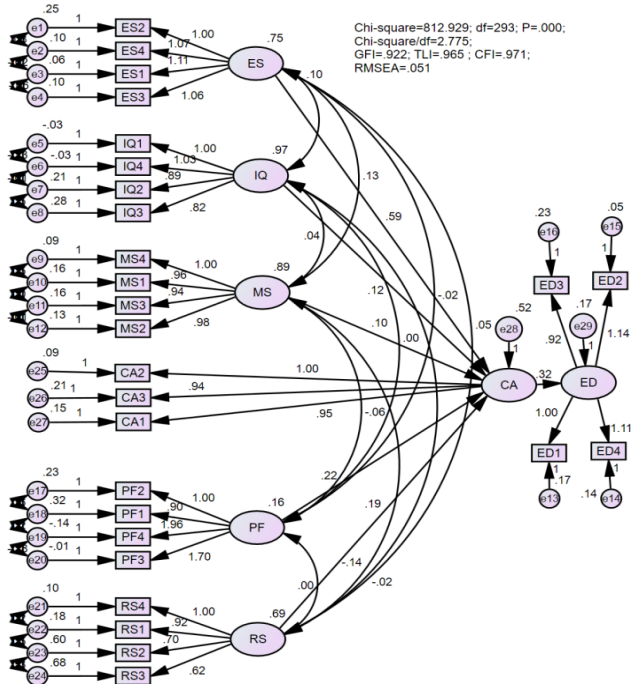 Chi-square=812.929; df=293; P=.000;
Chi-square/df=2.775;
GFI=.922; TLI=.965 ; CFI=.971;
RMSEA=.051
.25
e1 1 ES2 1.00
.10
e2 1 ES4 1.07
.06
e3 1 ES1 1.11
.10
e4 1 ES3 1.06
.75
ES
.10
-.03
e5 1 IQ1 1.00
-.03
e6 1 IQ4 1.03
.21
e7 1 IQ2 .89
.28
e8 1 IQ3 .82
.97
IQ
.13
.59
.04
.09
e9 1 MS4 1.00
.16
e10 1 MS1 .96
.16
e11 1 MS3 .94
.13
e12 1 MS2 .98
.89
MS
.12
-.02
.10
.00
.09
e25 1 CA2 1.00
.21
e26 1 CA3 .94
.15
e27 1 CA1 .95
-.06
.05
CA
.52
e28
1
.32
.17
e29
1
ED
.23
e16
1
ED3
.92
.05
e15
1
ED2
1.14
1.00
ED1
1
.17
e13
1.11
ED4
1
.14
e14
.23
e17 1 PF2 1.00
.32
e18 1 PF1 .90
-.14
e19 1 PF4 1.96
-.01
e20 1 PF3 1.70
.16
PF
.22
.19
-.14
-.02
.00
.10
e21 1 RS4 1.00
.18
e22 1 RS1 .92
.60
e23 1 RS2 .70
.68
e24 1 RS3 .62
.69
RS